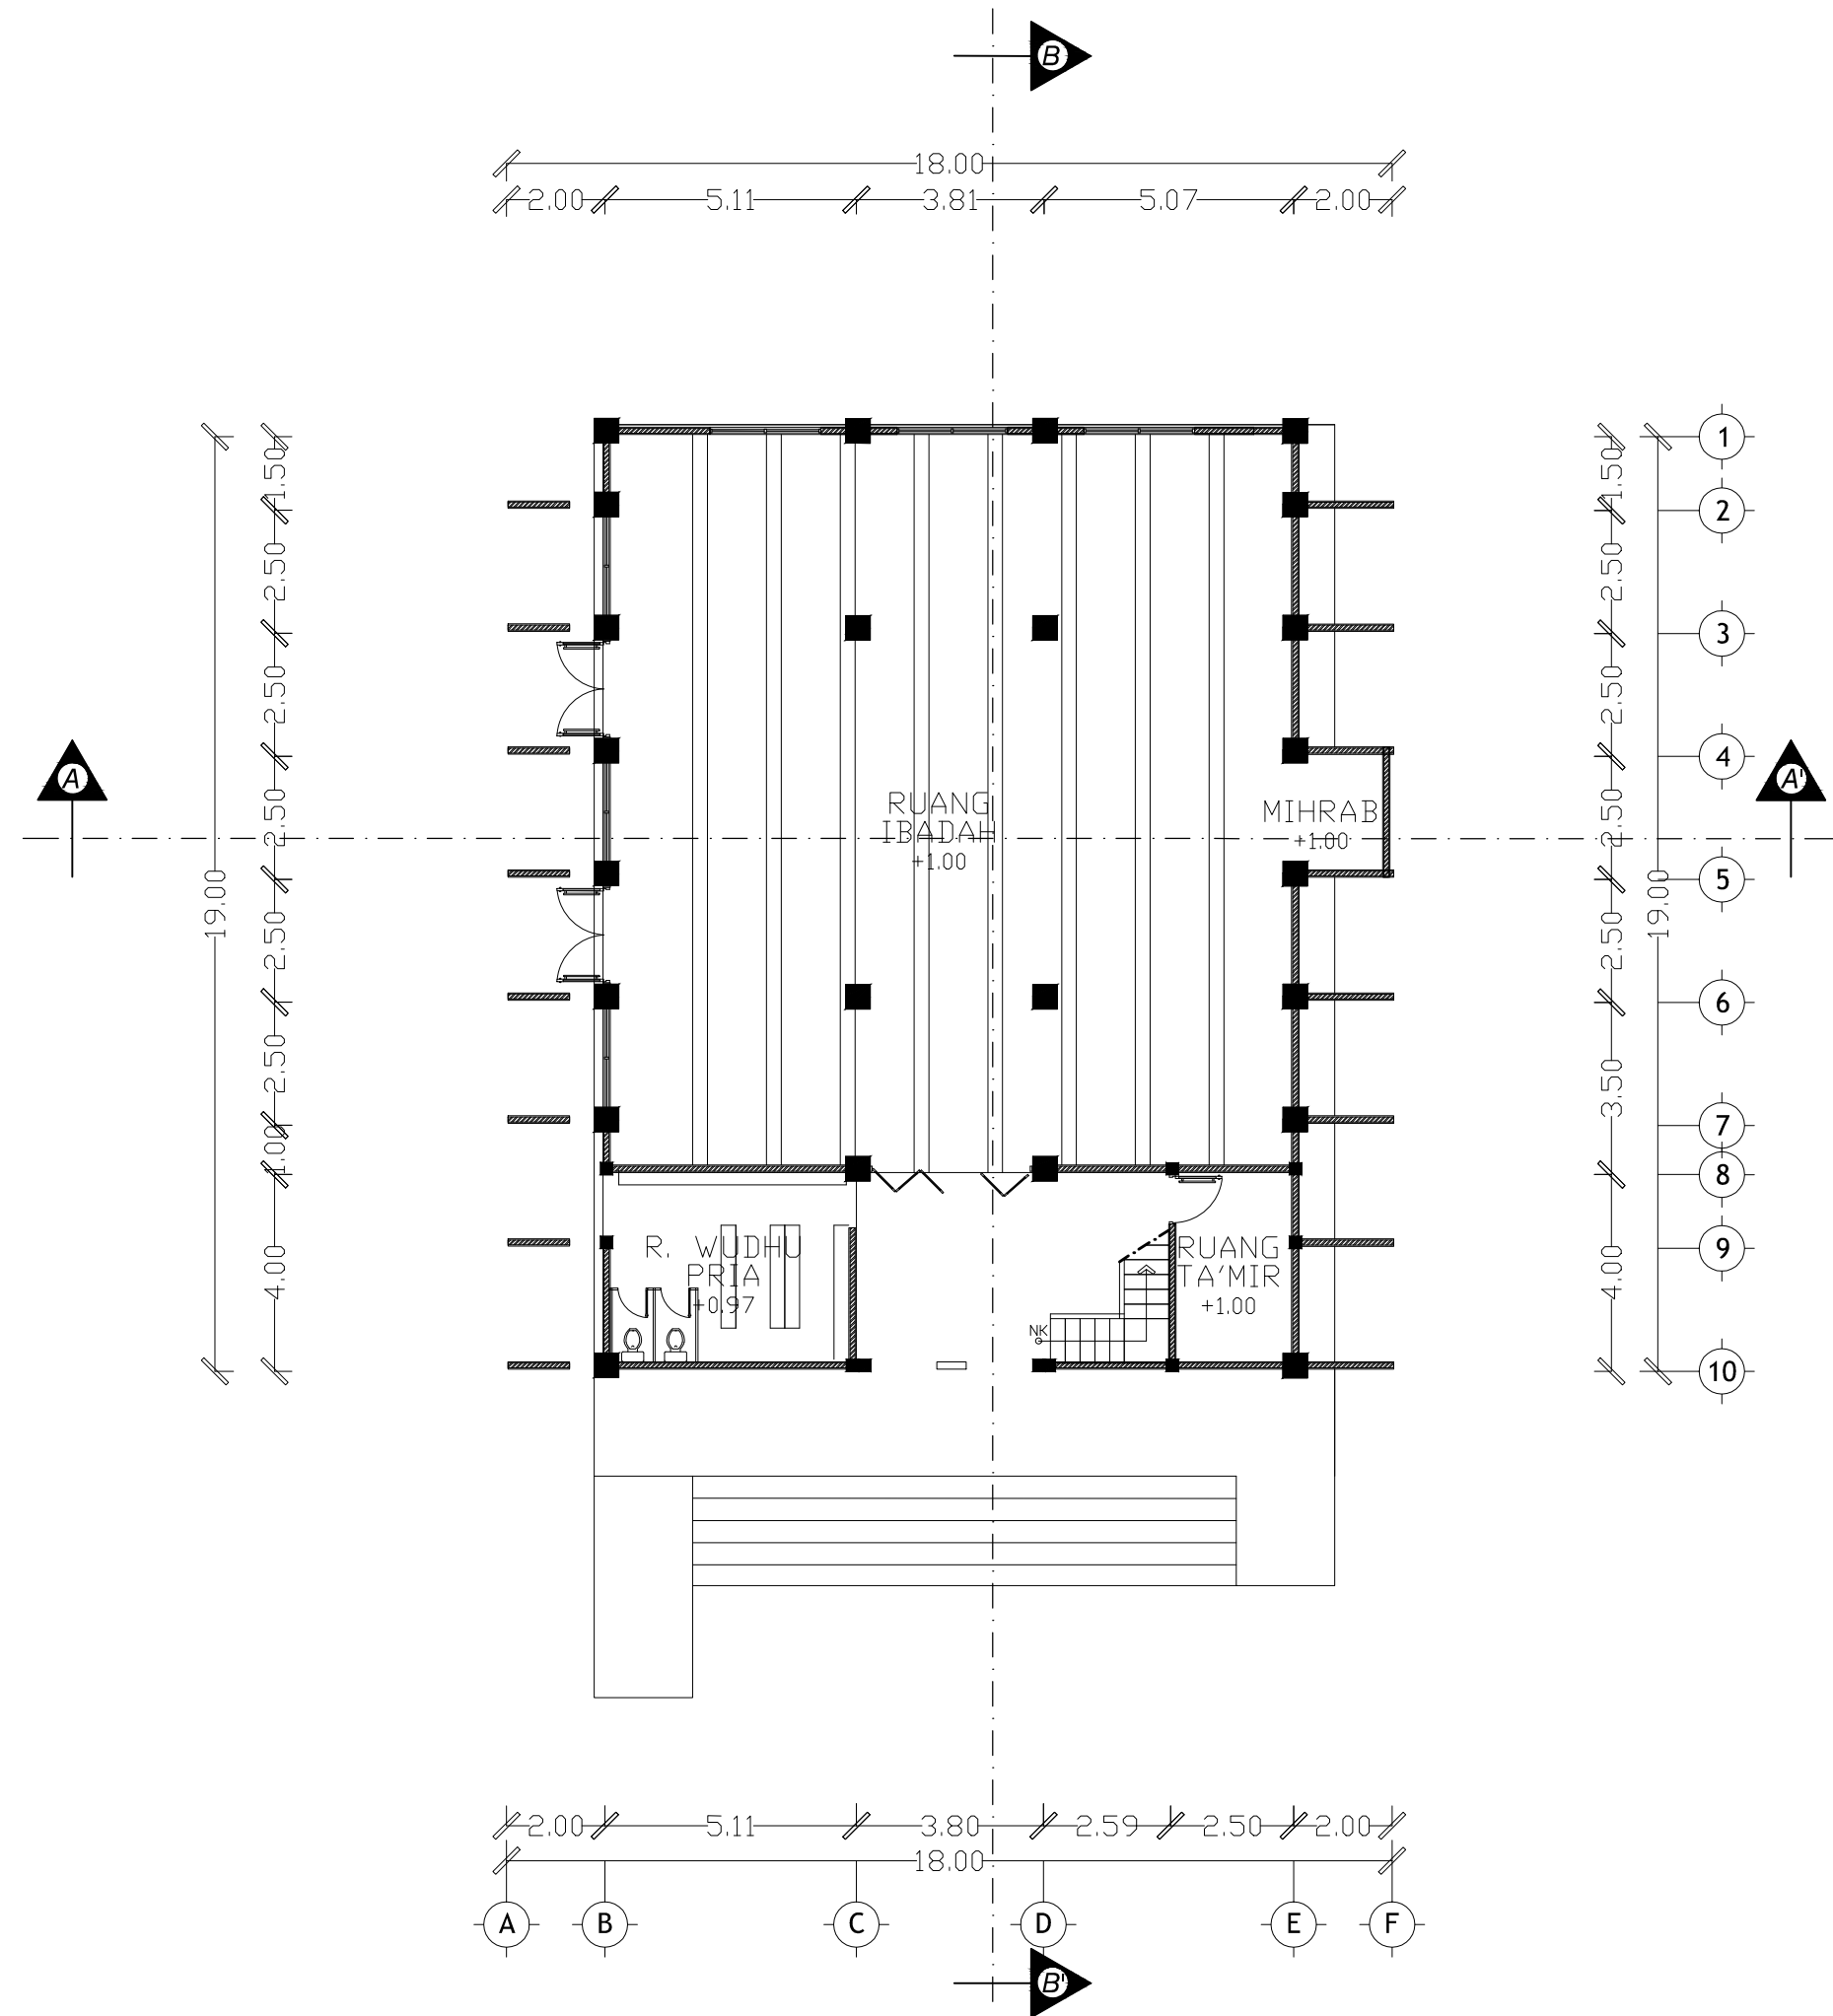 B
18.00
2.00 5.11 3.81 5.07 2.00
1.50
2.50
2.50
2.50
2.50
2.50
1.00
4.00
19.00
A
RUANG
IBADAH
+1.00
MIHRAB
+1.00
R. WUDHU
PRIA
+0.97
NK
RUANG
TA'MIR
+1.00
1.50
2.50
2.50
2.50
2.50
3.50
4.00
19.00
A'
1
2
3
4
5
6
7
8
9
10
2.00 5.11 3.80 2.59 2.50 2.00
18.00
A B C D E F
B'